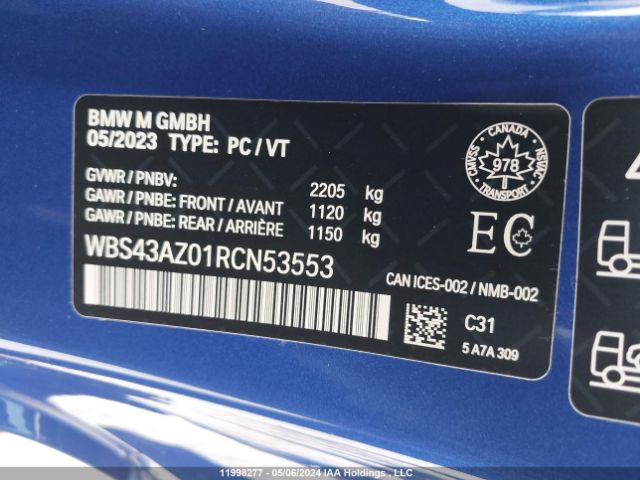 BMW M GMBH
05/2023 TYPE: PC / VT
GVWR / PNBV: 2205 kg
GAWR / PNBE: FRONT / AVANT 1120 kg
GAWR / PNBE: REAR / ARRIÈRE 1150 kg
WBS43AZ01RCN53553
CANADA
CMVSS 978 NSVAC
TRANSPORT
EC
CAN ICES-002 / NMB-002
C31
5 A7A 309
11998277 - 05/06/2024 IAA Holdings, LLC